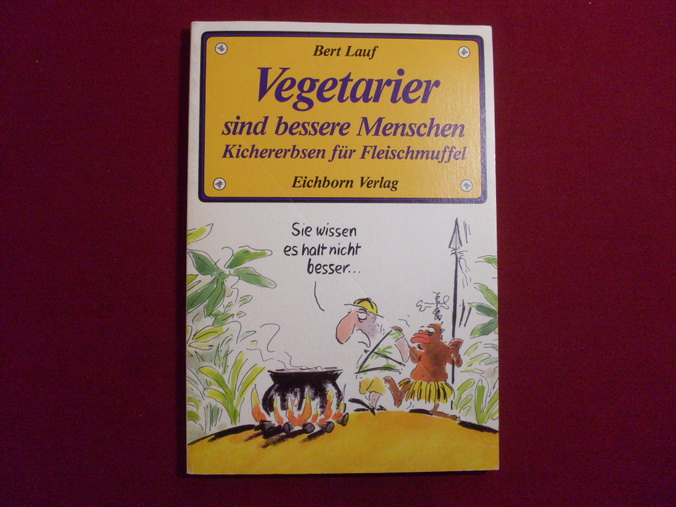 Bert Lauf
Vegetarier
sind bessere Menschen
Kichererbsen für Fleischmuffel
Eichborn Verlag
Sie wissen
es halt nicht
besser...